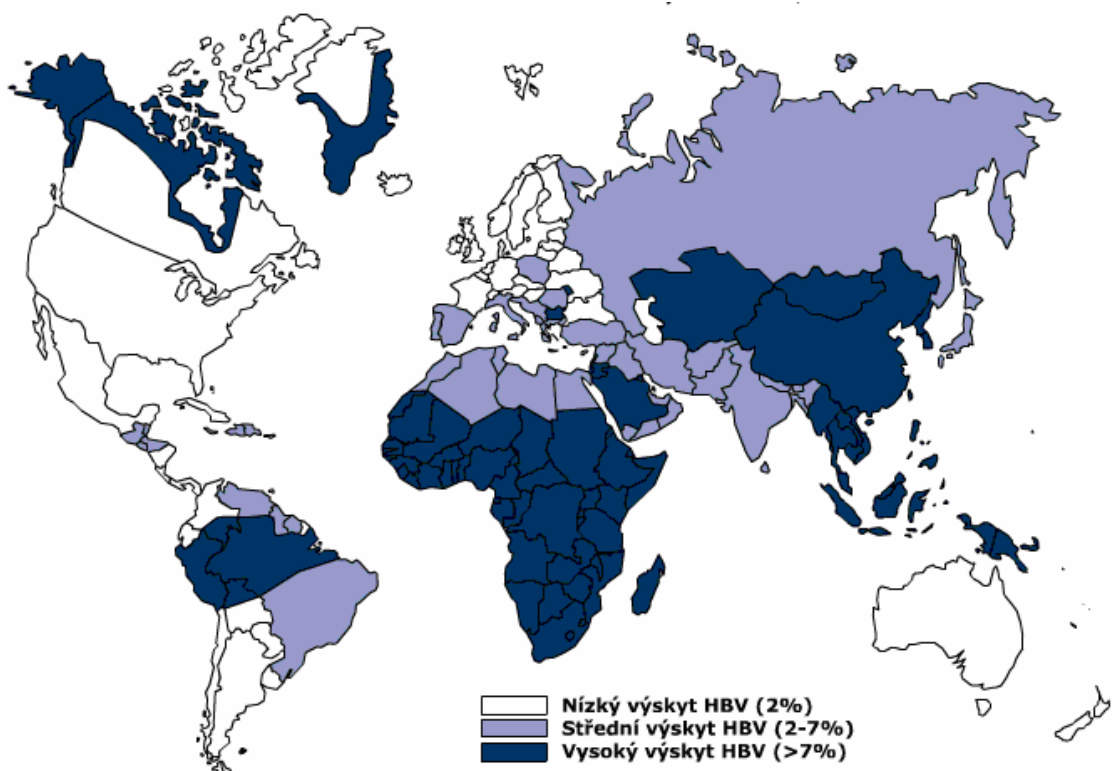 Nízký výskyt HBV (2%)
Střední výskyt HBV (2-7%)
Vysoký výskyt HBV (>7%)